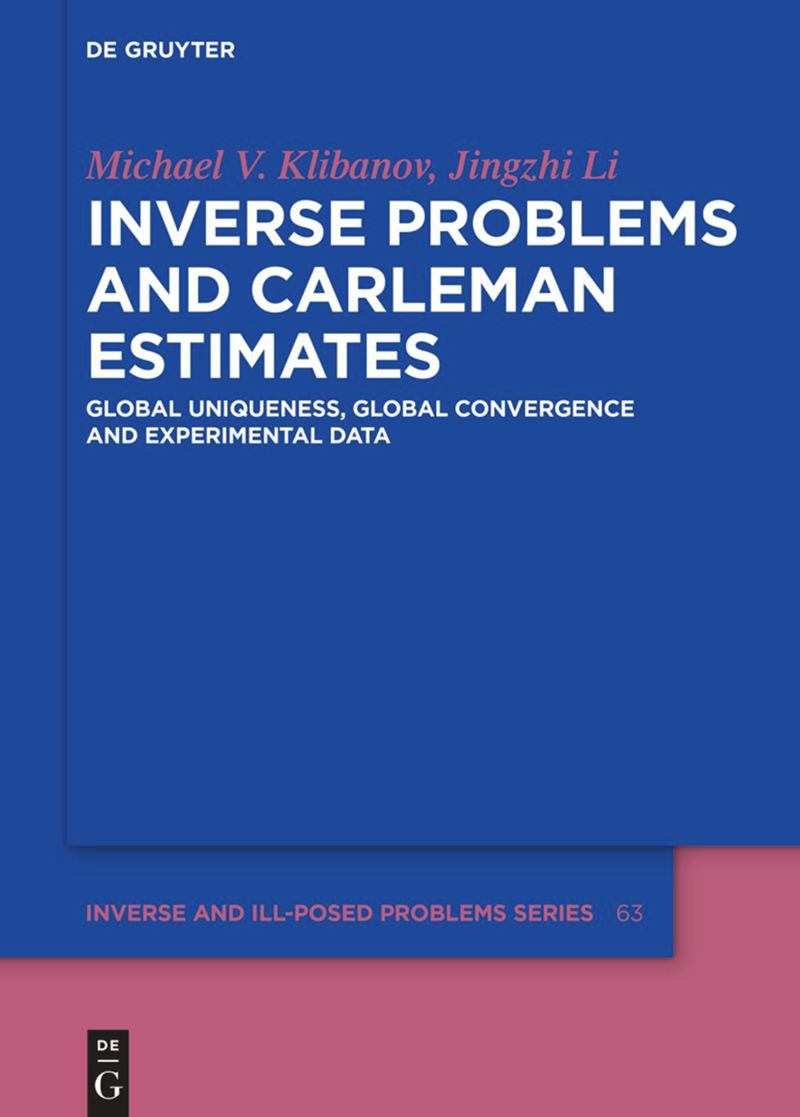 DE GRUYTER
Michael V. Klibanov, Jingzhi Li
INVERSE PROBLEMS
AND CARLEMAN
ESTIMATES
GLOBAL UNIQUENESS, GLOBAL CONVERGENCE
AND EXPERIMENTAL DATA
INVERSE AND ILL-POSED PROBLEMS SERIES 63
DE
G